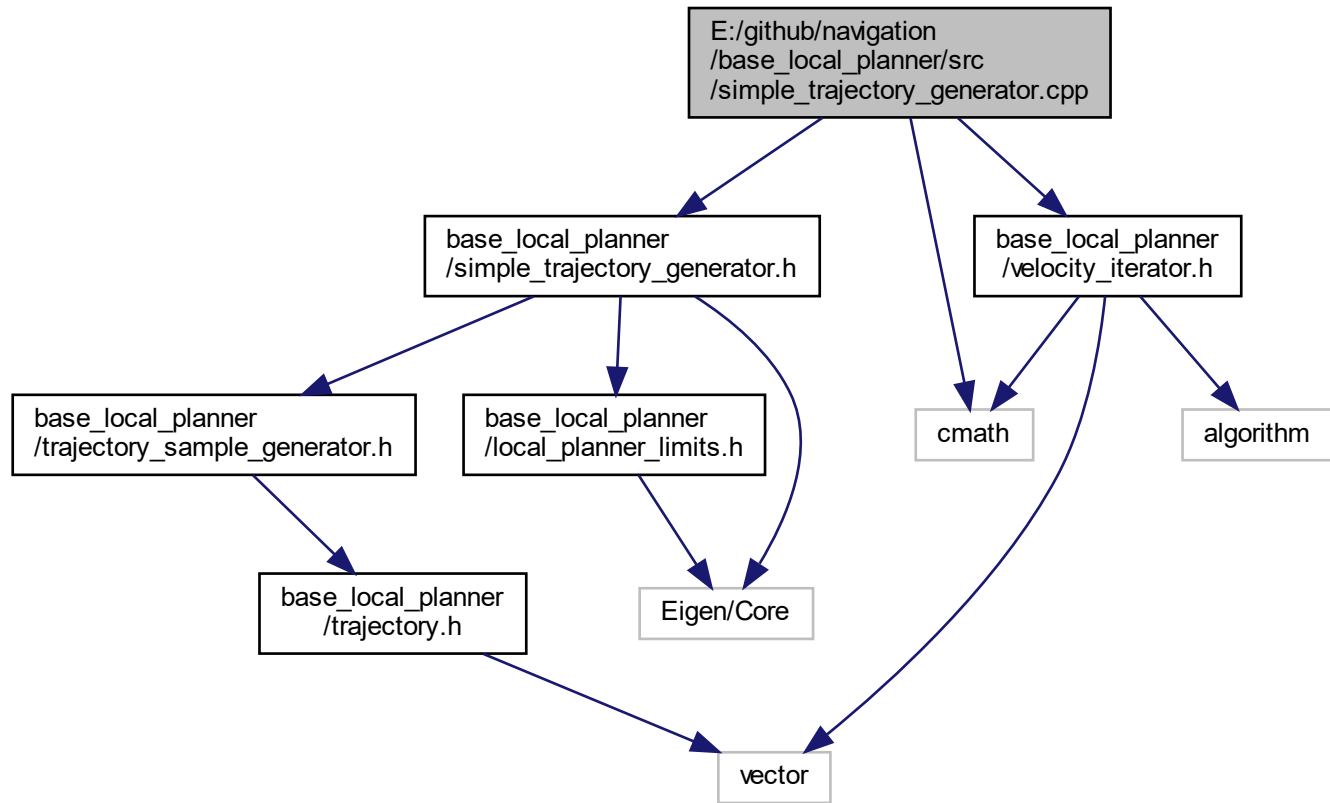 E:/github/navigation
/base_local_planner/src
/simple_trajectory_generator.cpp
base_local_planner
/simple_trajectory_generator.h
base_local_planner
/velocity_iterator.h
base_local_planner
/trajectory_sample_generator.h
base_local_planner
/local_planner_limits.h
cmath
algorithm
base_local_planner
/trajectory.h
Eigen/Core
vector